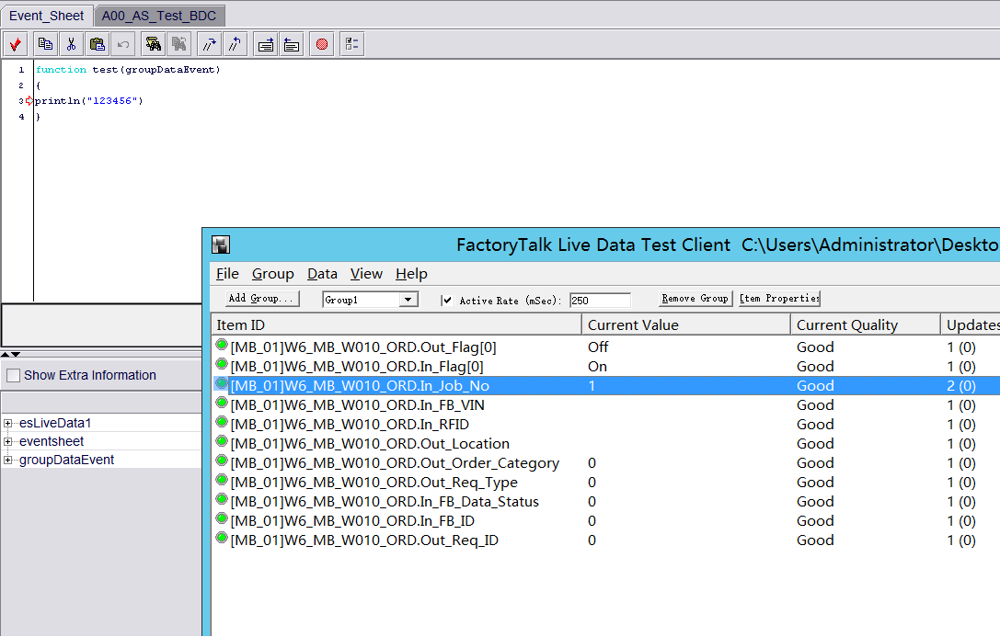 Event_Sheet A00_AS_Test_BDC
1 function test(groupDataEvent)
2 {
3 println("123456")
4 }
FactoryTalk Live Data Test Client C:\Users\Administrator\Deskto
File Group Data View Help
Add Group... Group1 Active Rate (mSec): 250 Remove Group Item Properties
Item ID Current Value Current Quality Updates
[MB_01]W6_MB_W010_ORD.Out_Flag[0] Off Good 1 (0)
[MB_01]W6_MB_W010_ORD.In_Flag[0] On Good 1 (0)
[MB_01]W6_MB_W010_ORD.In_Job_No 1 Good 2 (0)
[MB_01]W6_MB_W010_ORD.In_FB_VIN Good 1 (0)
[MB_01]W6_MB_W010_ORD.In_RFID Good 1 (0)
[MB_01]W6_MB_W010_ORD.Out_Location Good 1 (0)
[MB_01]W6_MB_W010_ORD.Out_Order_Category 0 Good 1 (0)
[MB_01]W6_MB_W010_ORD.Out_Req_Type 0 Good 1 (0)
[MB_01]W6_MB_W010_ORD.In_FB_Data_Status 0 Good 1 (0)
[MB_01]W6_MB_W010_ORD.In_FB_ID 0 Good 1 (0)
[MB_01]W6_MB_W010_ORD.Out_Req_ID 0 Good 1 (0)
Show Extra Information
esLiveData1
eventsheet
groupDataEvent